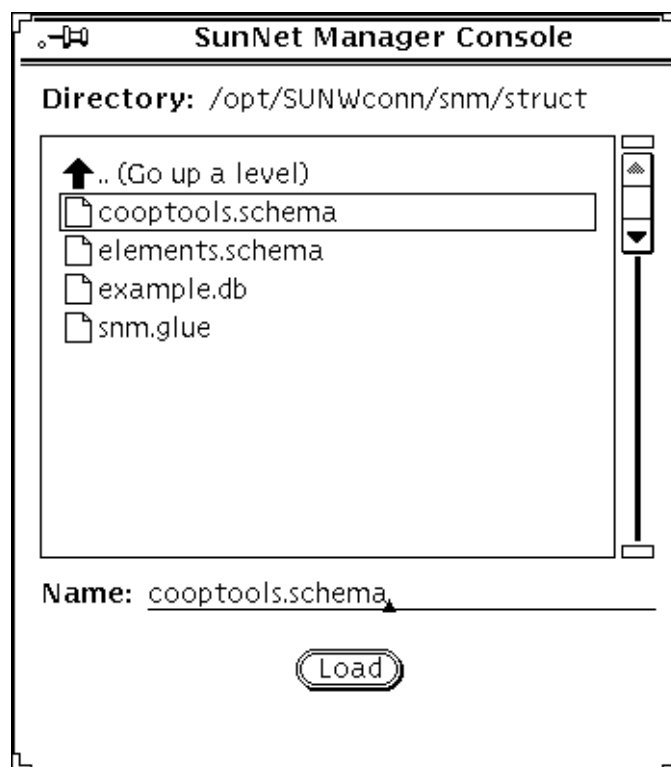 SunNet Manager Console
Directory: /opt/SUNWconn/snm/struct
.. (Go up a level)
cooptools.schema
elements.schema
example.db
snm.glue
Name: cooptools.schema
Load